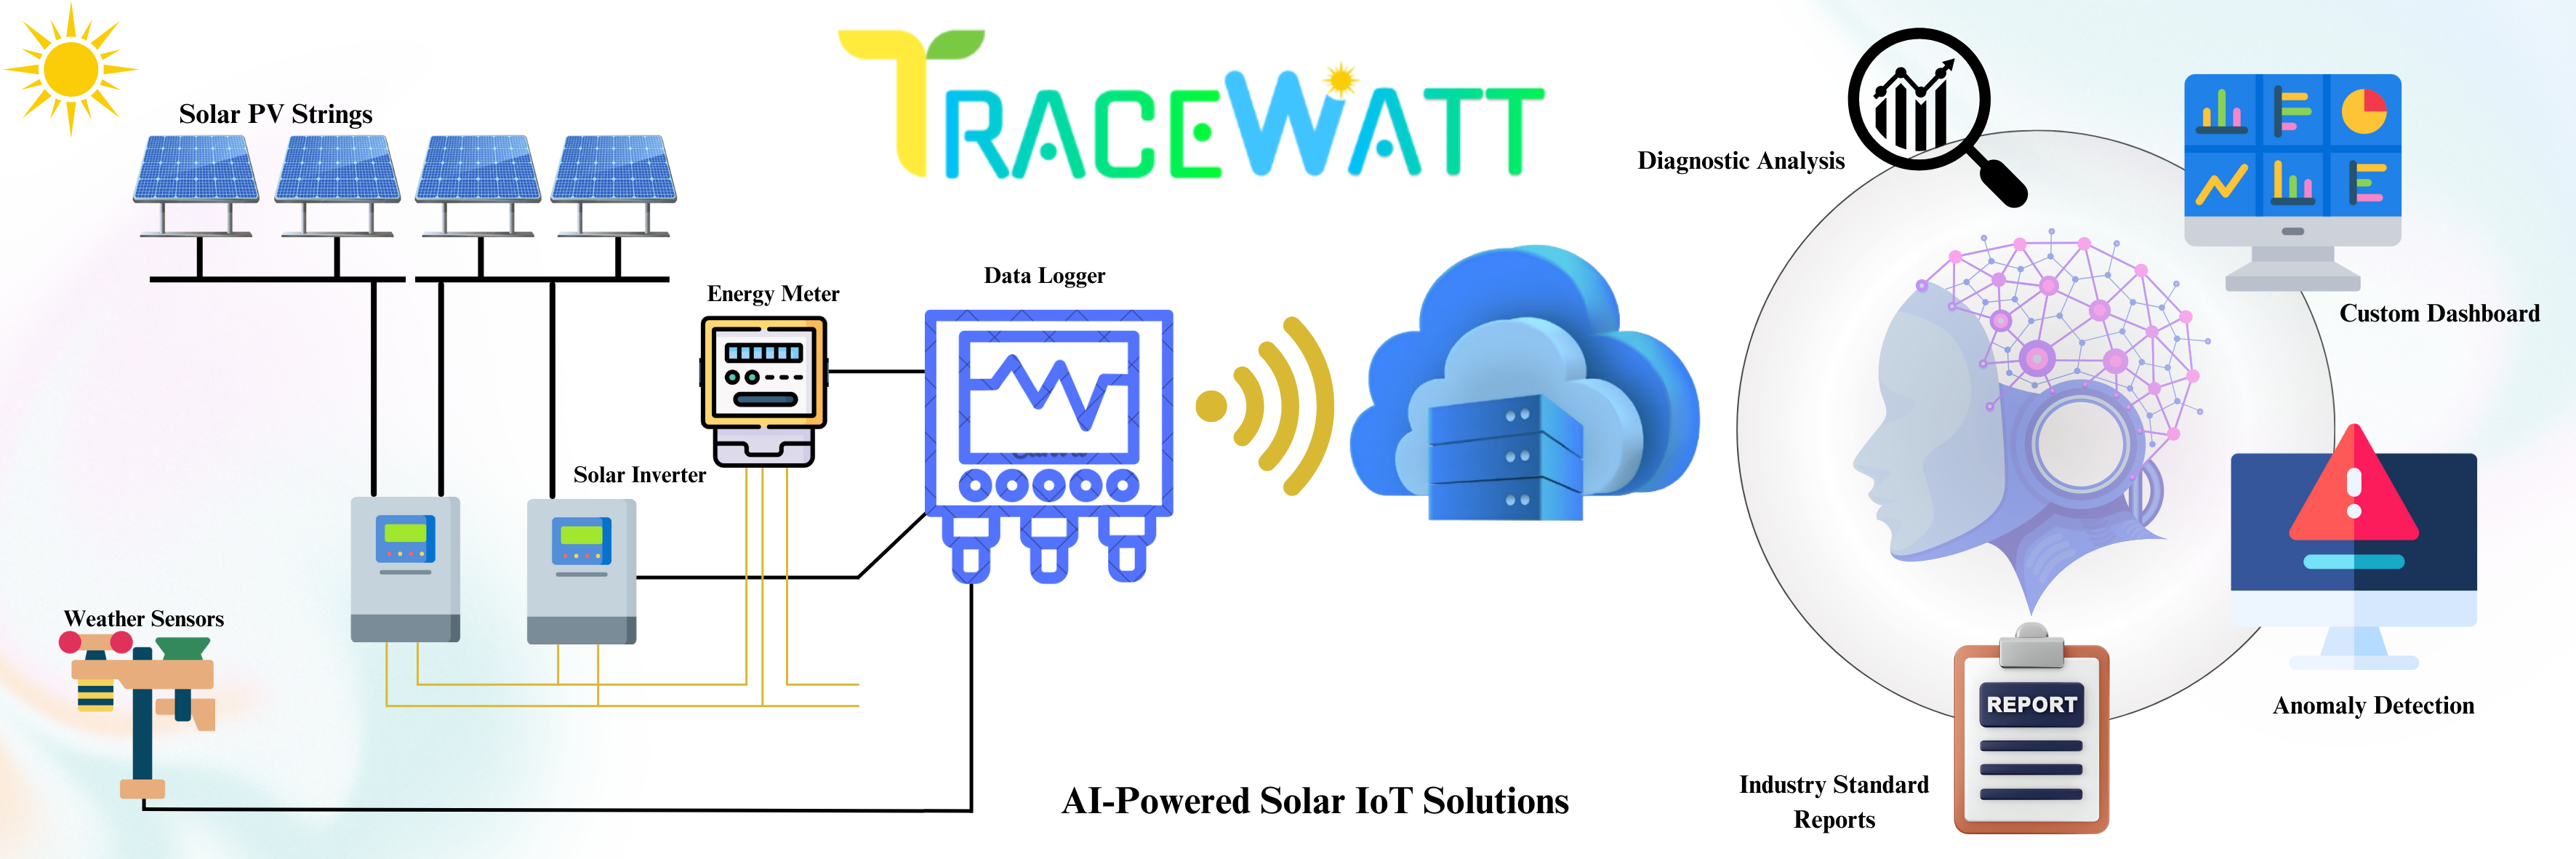 TRACEWATT
Solar PV Strings
Diagnostic Analysis
Data Logger
Energy Meter
Custom Dashboard
Solar Inverter
Weather Sensors
REPORT
Anomaly Detection
Industry Standard
Reports
AI-Powered Solar IoT Solutions